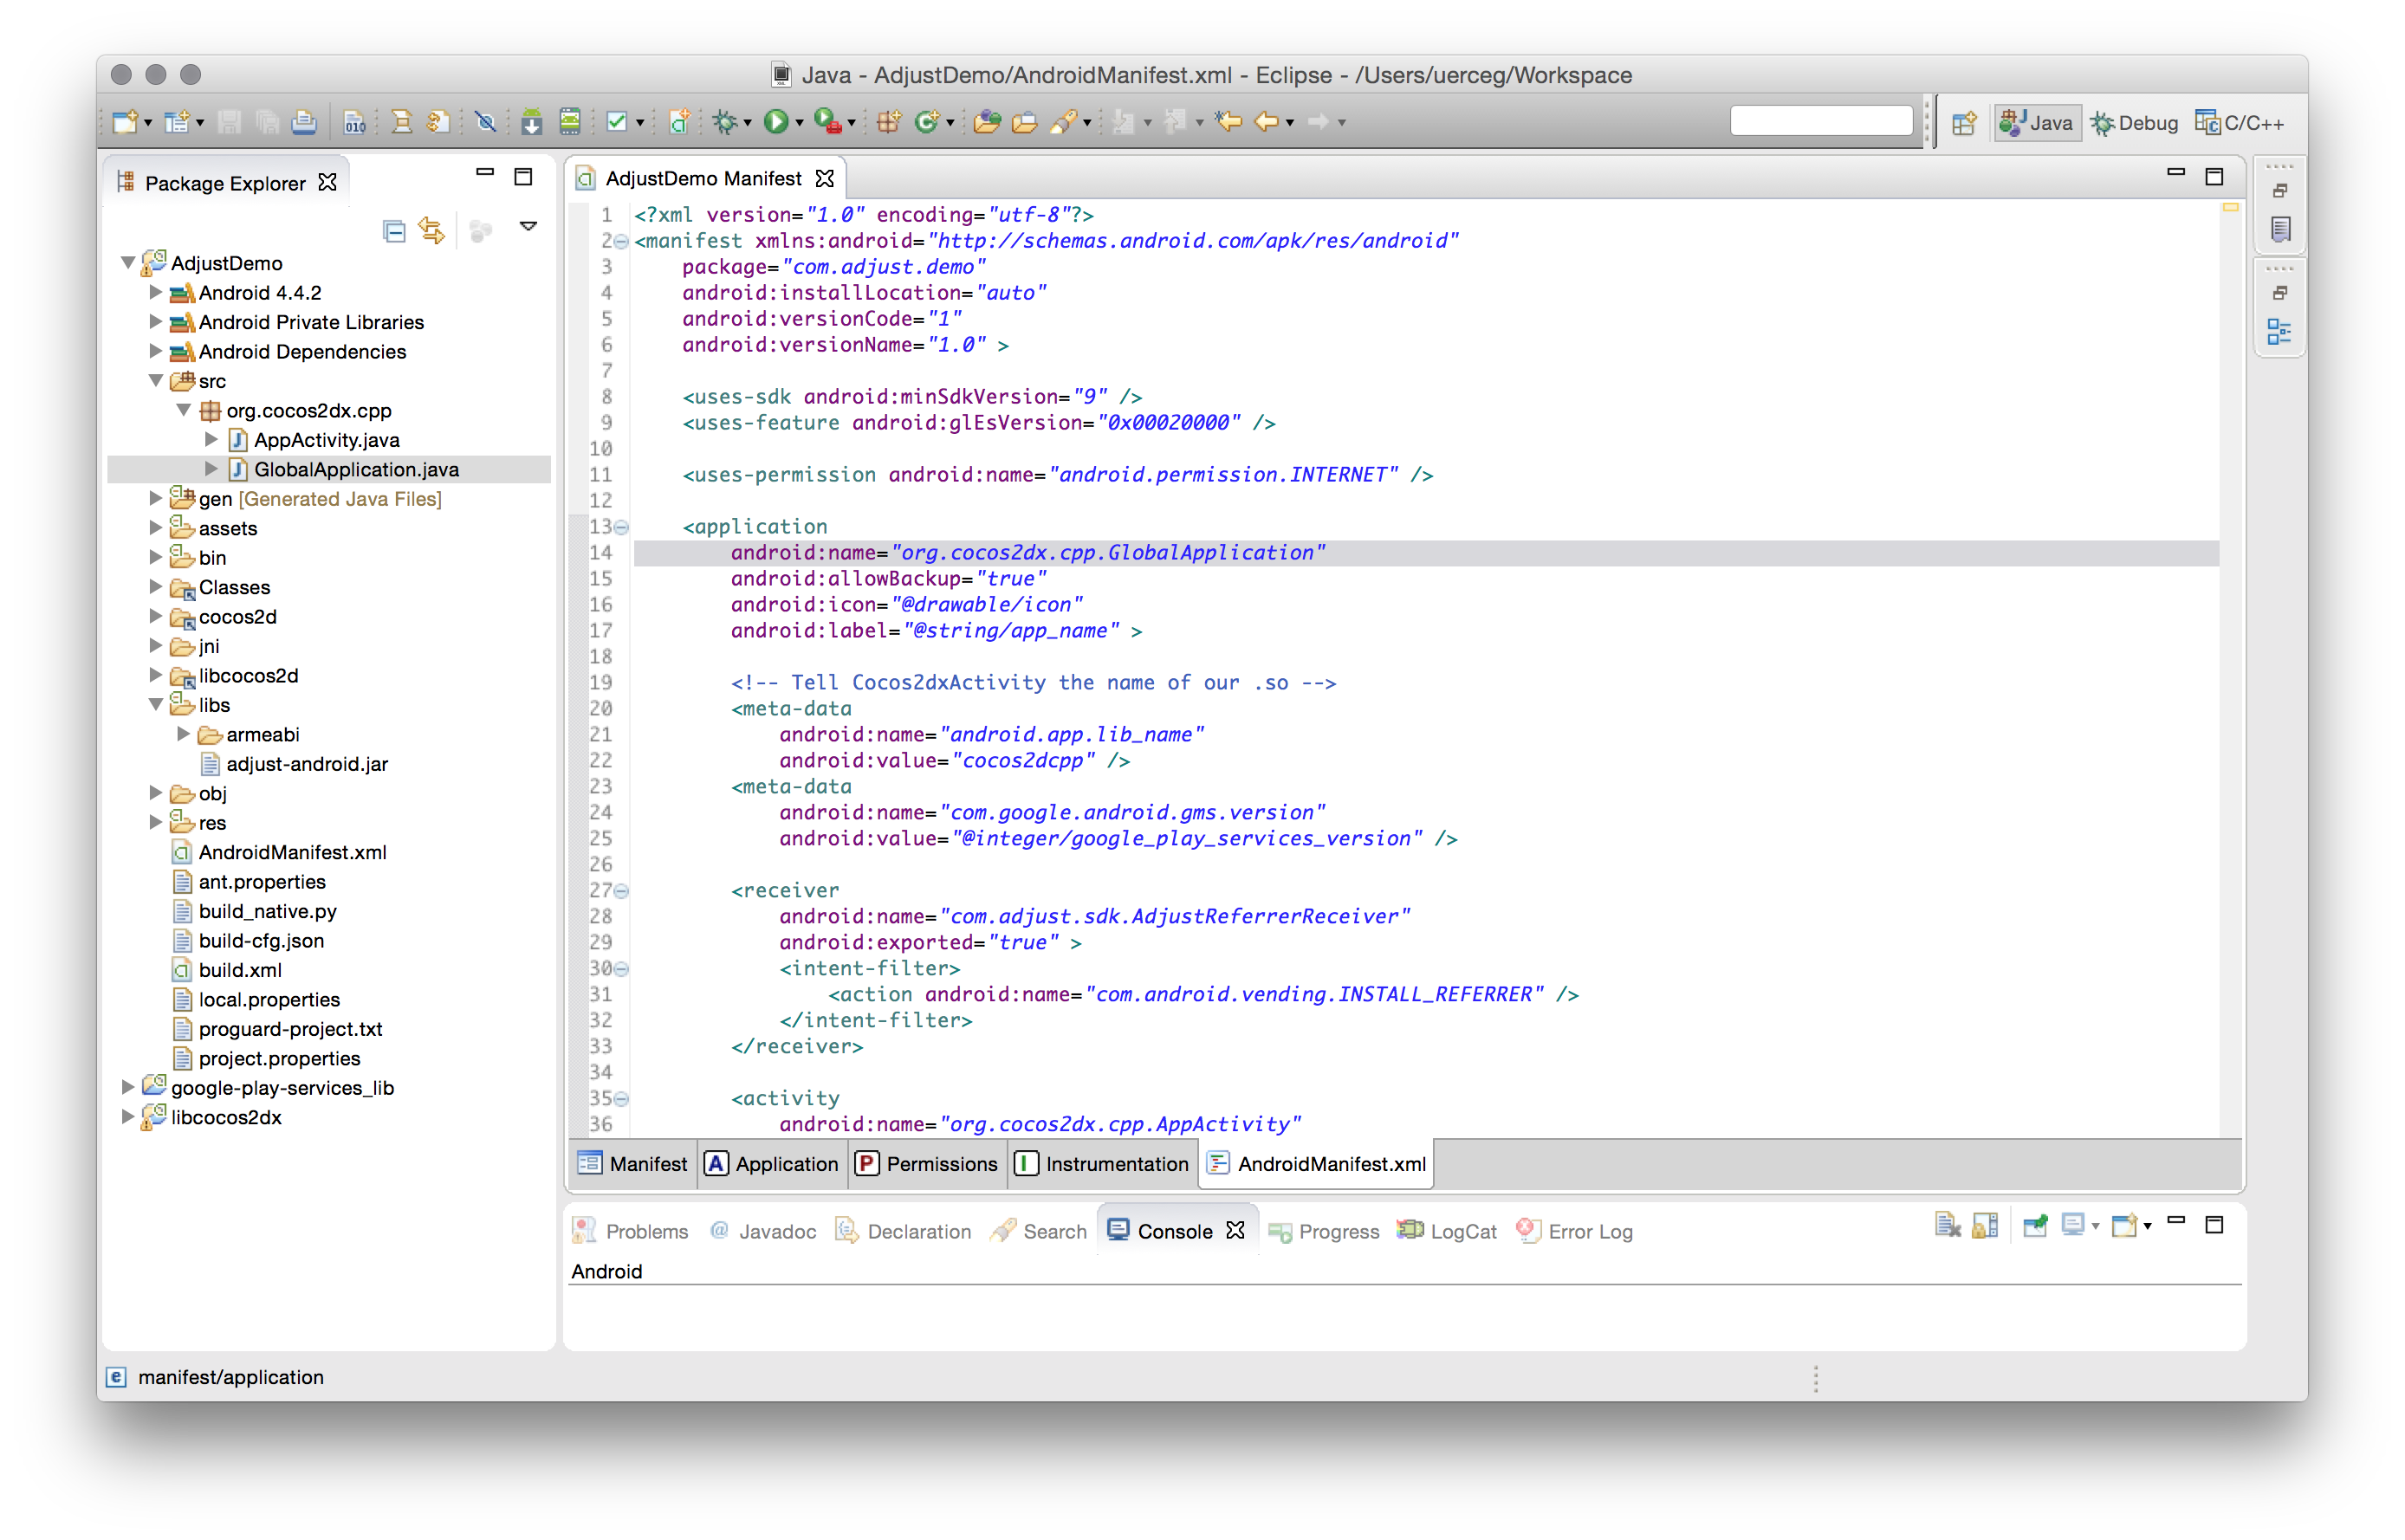 Java - AdjustDemo/AndroidManifest.xml - Eclipse - /Users/uerceg/Workspace
010
Java
Debug
C/C++
Package Explorer
AdjustDemo
Android 4.4.2
Android Private Libraries
Android Dependencies
src
org.cocos2dx.cpp
AppActivity.java
GlobalApplication.java
gen [Generated Java Files]
assets
bin
Classes
cocos2d
jni
libcocos2d
libs
armeabi
adjust-android.jar
obj
res
AndroidManifest.xml
ant.properties
build_native.py
build-cfg.json
build.xml
local.properties
proguard-project.txt
project.properties
google-play-services_lib
libcocos2dx
AdjustDemo Manifest
1 <?xml version="1.0" encoding="utf-8"?>
2 <manifest xmlns:android="http://schemas.android.com/apk/res/android"
3 package="com.adjust.demo"
4 android:installLocation="auto"
5 android:versionCode="1"
6 android:versionName="1.0" >
7
8 <uses-sdk android:minSdkVersion="9" />
9 <uses-feature android:glEsVersion="0x00020000" />
10
11 <uses-permission android:name="android.permission.INTERNET" />
12
13 <application
14 android:name="org.cocos2dx.cpp.GlobalApplication"
15 android:allowBackup="true"
16 android:icon="@drawable/icon"
17 android:label="@string/app_name" >
18
19 <!-- Tell Cocos2dxActivity the name of our .so -->
20 <meta-data
21 android:name="android.app.lib_name"
22 android:value="cocos2dcpp" />
23 <meta-data
24 android:name="com.google.android.gms.version"
25 android:value="@integer/google_play_services_version" />
26
27 <receiver
28 android:name="com.adjust.sdk.AdjustReferrerReceiver"
29 android:exported="true" >
30 <intent-filter>
31 <action android:name="com.android.vending.INSTALL_REFERRER" />
32 </intent-filter>
33 </receiver>
34
35 <activity
36 android:name="org.cocos2dx.cpp.AppActivity"
Manifest
A Application
P Permissions
I Instrumentation
AndroidManifest.xml
Problems
@ Javadoc
Declaration
Search
Console
Progress
LogCat
Error Log
Android
manifest/application